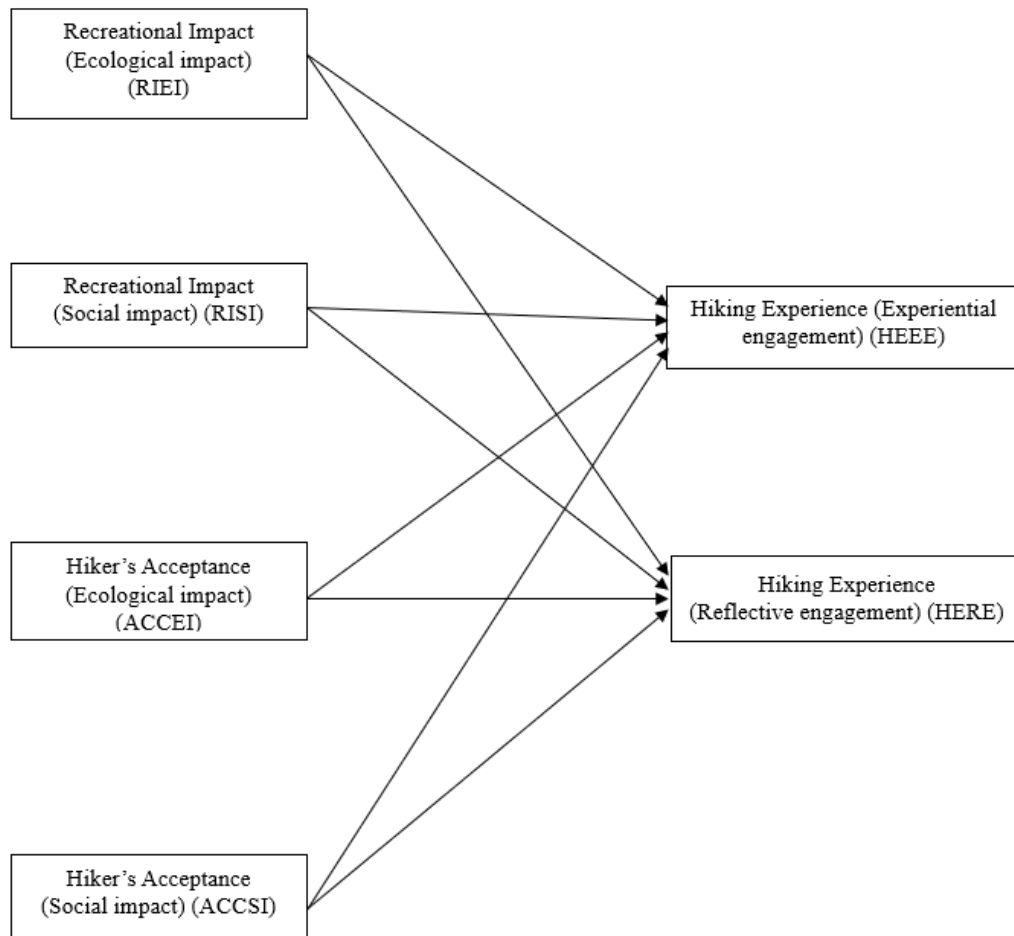 Recreational Impact
(Ecological impact)
(RIEI)
Recreational Impact
(Social impact) (RISI)
Hiking Experience (Experiential
engagement) (HEEE)
Hiker’s Acceptance
(Ecological impact)
(ACCEI)
Hiking Experience
(Reflective engagement) (HERE)
Hiker’s Acceptance
(Social impact) (ACCSI)